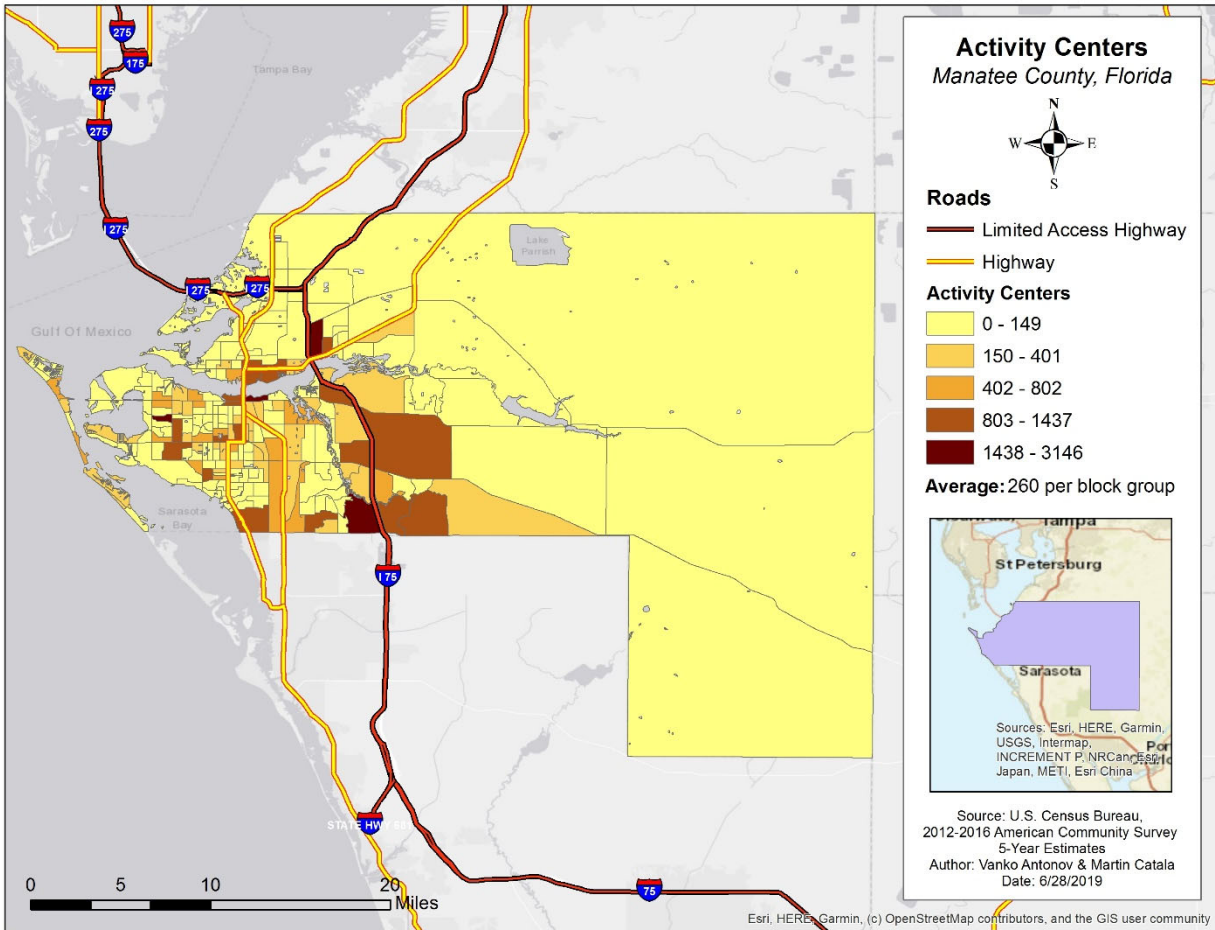 275
175
I 275
275
I 275
I 275
I 275
Tampa Bay
Gulf Of Mexico
Lake
Parrish
Sarasota
Bay
I 75
STATE HWY 68
75
0 5 10 20
Miles
Activity Centers
Manatee County, Florida
N
W E
S
Roads
Limited Access Highway
Highway
Activity Centers
0 - 149
150 - 401
402 - 802
803 - 1437
1438 - 3146
Average: 260 per block group
Tampa
St Petersburg
Sarasota
Sources: Esri, HERE, Garmin,
USGS, Intermap,
INCREMENT P, NRCan, Esri
Japan, METI, Esri China
Source: U.S. Census Bureau,
2012-2016 American Community Survey
5-Year Estimates
Author: Vanko Antonov & Martin Catala
Date: 6/28/2019
Esri, HERE, Garmin, (c) OpenStreetMap contributors, and the GIS user community